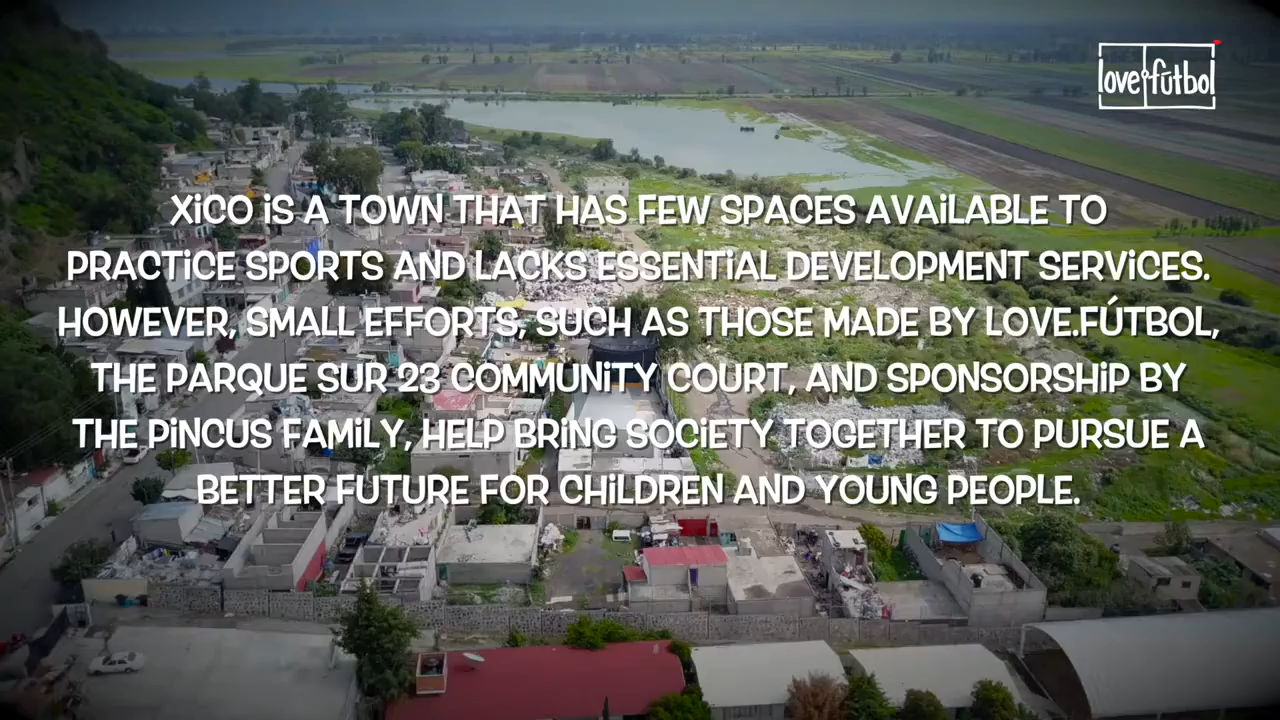 love.fútbol
XiCO iS A TOWN THAT HAS FEW SPACES AVAiLABLE TO
PRACTiCE SPORTS AND LACKS ESSENTiAL DEVELOPMENT SERViCES.
HOWEVER, SMALL EFFORTS, SUCH AS THOSE MADE BY LOVE.FÚTBOL,
THE PARQUE SUR 23 COMMUNiTY COURT, AND SPONSORSHiP BY
THE PiNCUS FAMiLY, HELP BRiNG SOCiETY TOGETHER TO PURSUE A
BETTER FUTURE FOR CHiLDREN AND YOUNG PEOPLE.